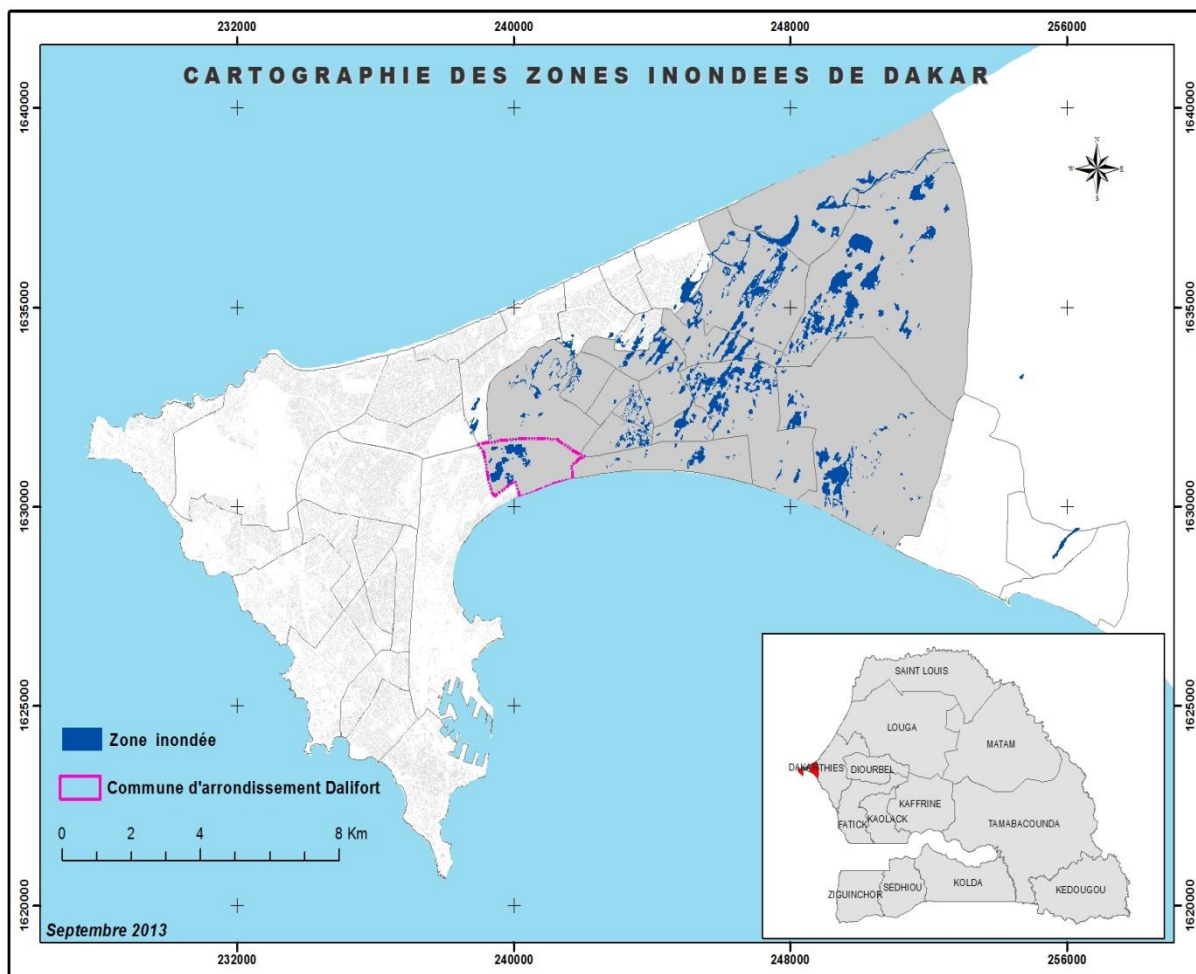 232000
240000
248000
256000
CARTOGRAPHIE DES ZONES INONDEES DE DAKAR
1640000
1640000
N
W
E
S
1635000
1635000
1630000
1630000
1625000
1625000
Zone inondée
Commune d'arrondissement Dalifort
0
2
4
8 Km
SAINT LOUIS
LOUGA
MATAM
DAKAR
THIES
DIOURBEL
KAFFRINE
FATICK
KAOLACK
TAMABACOUNDA
ZIGUINCHOR
SEDHIOU
KOLDA
KEDOUGOU
1620000
1620000
Septembre 2013
232000
240000
248000
256000